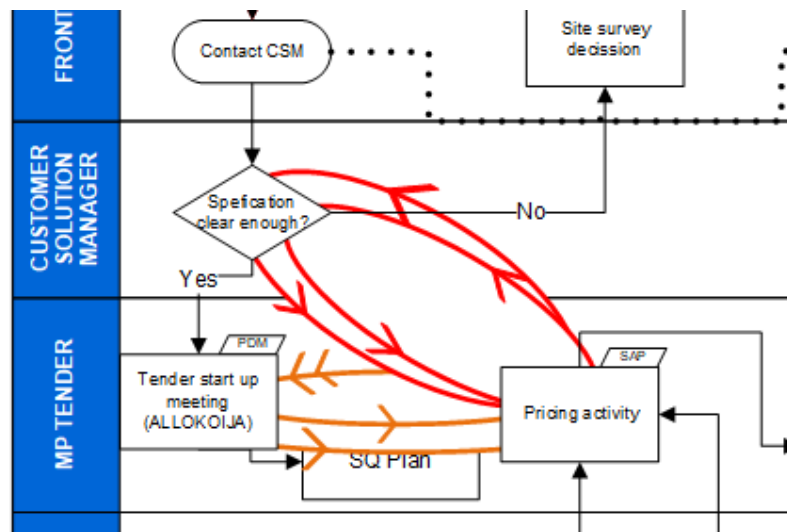 FRONT
Contact CSM
Site survey
decission
CUSTOMER
SOLUTION
MANAGER
Spefication
clear enough?
No
Yes
MP TENDER
PDM
Tender start up
meeting
(ALLOKOIJA)
SQ Plan
SAP
Pricing activity